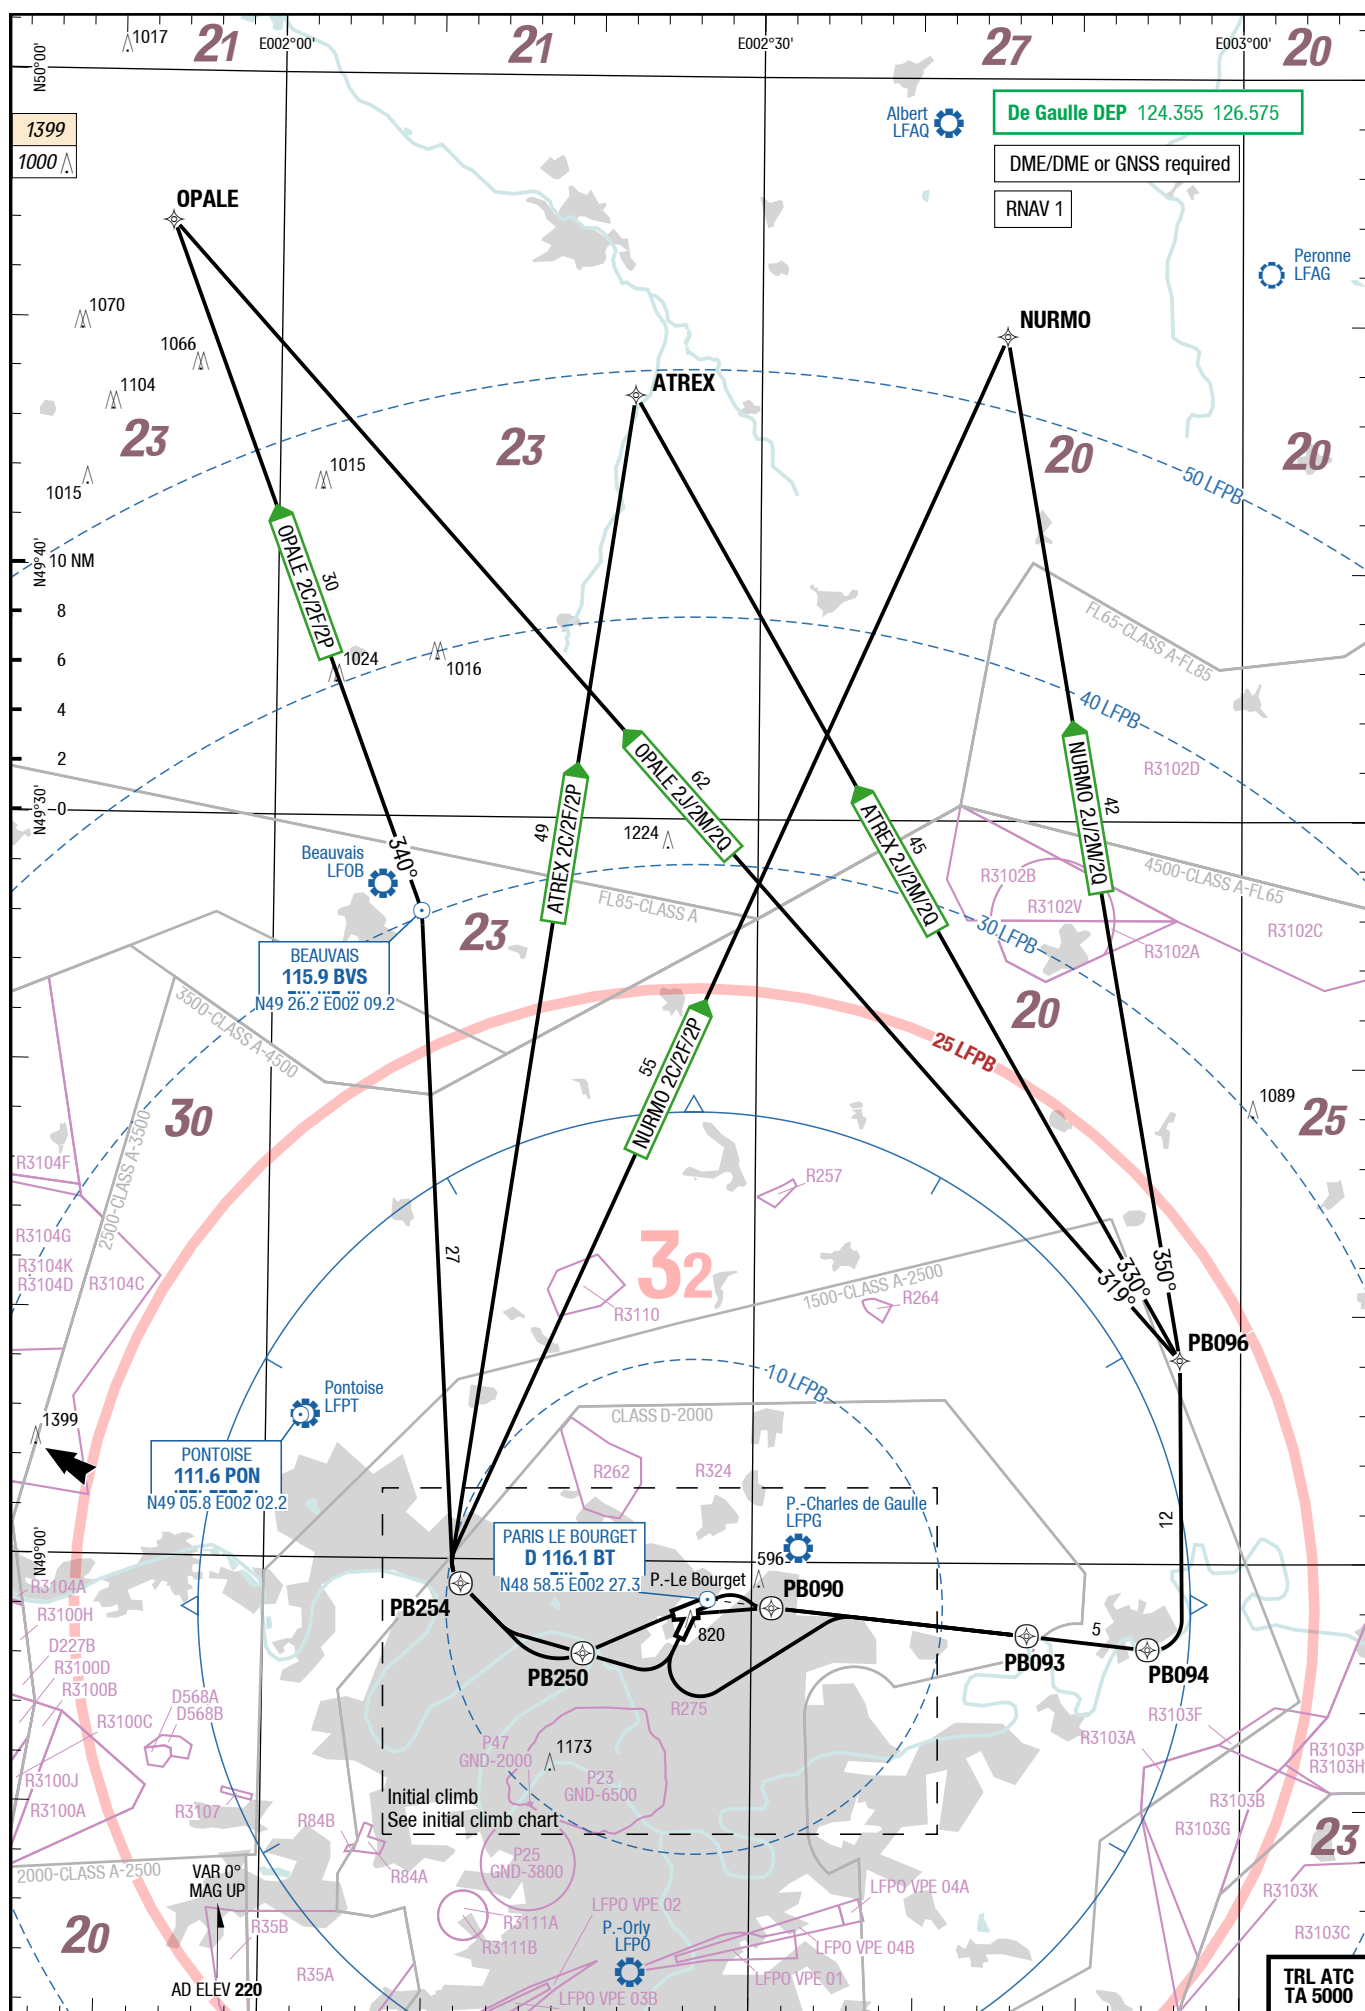 1017
21
E002°00'
21
E002°30'
27
E003°00'
20
N50°00'
1399
1000
Albert
LFAQ
De Gaulle DEP 124.355 126.575
DME/DME or GNSS required
RNAV 1
OPALE
Peronne
LFAG
1070
1066
1104
NURMO
ATREX
23
23
20
20
1015
1015
50 LFPB
OPALE 2C/2F/2P
30
N49°40'
10 NM
8
6
4
2
0
N49°30'
1024
1016
FL65-CLASS A-FL85
40 LFPB
R3102D
OPALE 2J/2M/2Q
62
ATREX 2C/2F/2P
49
ATREX 2J/2M/2Q
45
NURMO 2J/2M/2Q
42
1224
Beauvais
LFOB
340°
FL85-CLASS A
4500-CLASS A-FL65
R3102B
R3102V
R3102A
R3102C
30 LFPB
23
BEAUVAIS
115.9 BVS
N49 26.2 E002 09.2
3500-CLASS A-4500
20
25 LFPB
NURMO 2C/2F/2P
55
1089
25
30
2500-CLASS A-3500
R3104F
R3104G
R3104K
R3104D
R3104C
R257
27
32
R3110
1500-CLASS A-2500
R264
319°
330°
350°
PB096
10 LFPB
Pontoise
LFPT
1399
CLASS D-2000
PONTOISE
111.6 PON
N49 05.8 E002 02.2
R262
R324
P.-Charles de Gaulle
LFPG
12
N49°00'
PARIS LE BOURGET
D 116.1 BT
N48 58.5 E002 27.3
P.-Le Bourget
596
PB090
PB254
820
PB250
PB093
5
PB094
R3104A
R3100H
D227B
R3100D
R3100B
R3100C
R3100J
R3100A
D568A
D568B
R3107
R275
R3103F
R3103A
R3103P
R3103H
R3103B
R3103G
P47
GND-2000
1173
P23
GND-6500
Initial climb
See initial climb chart
R84B
R84A
23
2000-CLASS A-2500
P25
GND-3800
VAR 0°
MAG UP
LFPO VPE 04A
LFPO VPE 02
R3103K
R3111A
R3111B
P.-Orly
LFPO
R35B
20
LFPO VPE 04B
R3103C
LFPO VPE 01
R35A
AD ELEV 220
LFPO VPE 03B
TRL ATC
TA 5000